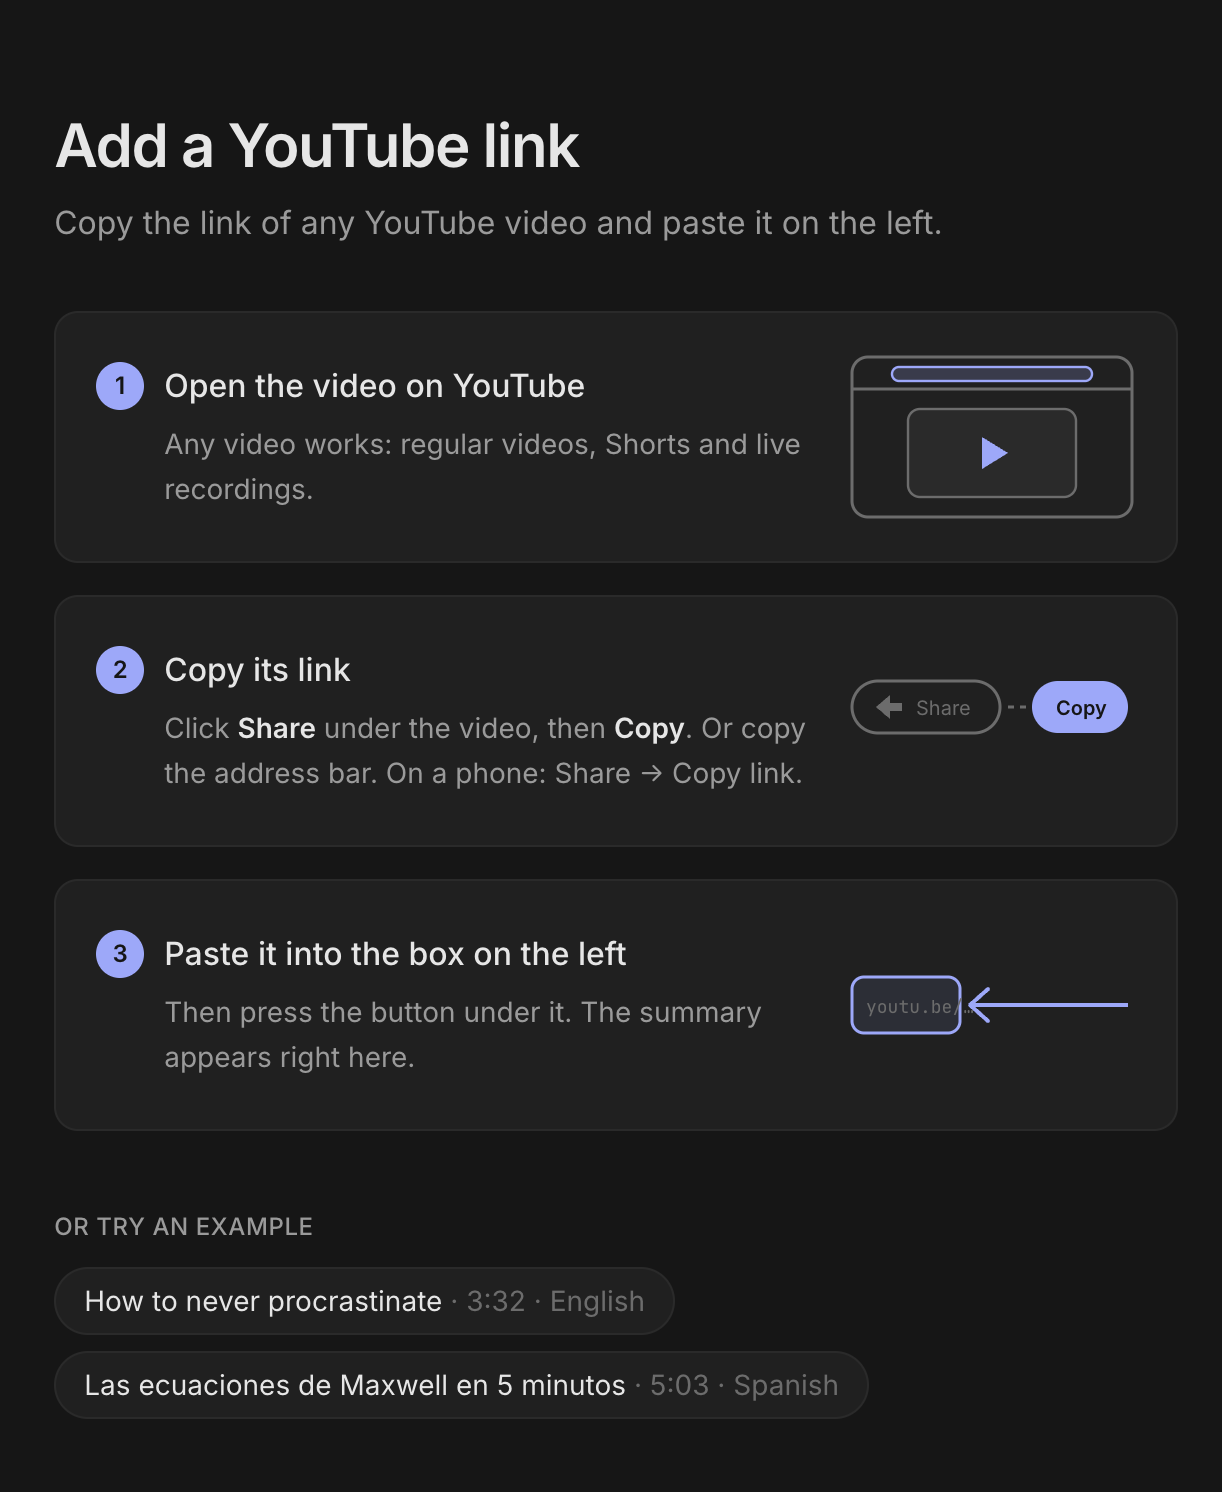 Add a YouTube link
Copy the link of any YouTube video and paste it on the left.
1
Open the video on YouTube
Any video works: regular videos, Shorts and live
recordings.
2
Copy its link
Click Share under the video, then Copy. Or copy
the address bar. On a phone: Share → Copy link.
Share
Copy
3
Paste it into the box on the left
Then press the button under it. The summary
appears right here.
youtu.be/…
OR TRY AN EXAMPLE
How to never procrastinate · 3:32 · English
Las ecuaciones de Maxwell en 5 minutos · 5:03 · Spanish